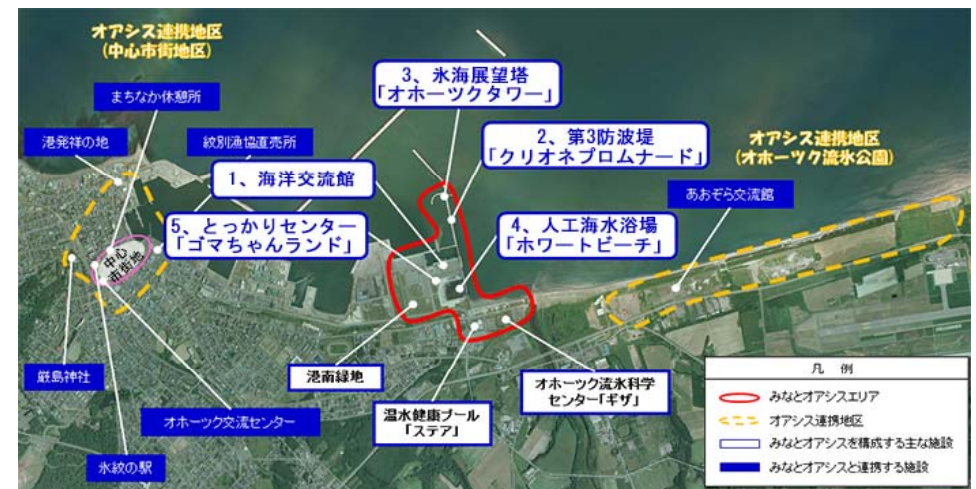 オアシス連携地区
(中心市街地区)
まちなか休憩所
港発祥の地
紋別漁協直売所
3、氷海展望塔
「オホーツクタワー」
2、第3防波堤
「クリオネプロムナード」
1、海洋交流館
オアシス連携地区
(オホーツク流氷公園)
あおぞら交流館
5、とっかりセンター
「ゴマちゃんランド」
4、人工海水浴場
「ホワートビーチ」
中心
市街地
厳島神社
オホーツク交流センター
氷紋の駅
港南緑地
温水健康プール
「ステア」
オホーツク流氷科学
センター「ギザ」
凡 例
みなとオアシスエリア
オアシス連携地区
みなとオアシスを構成する主な施設
みなとオアシスと連携する施設